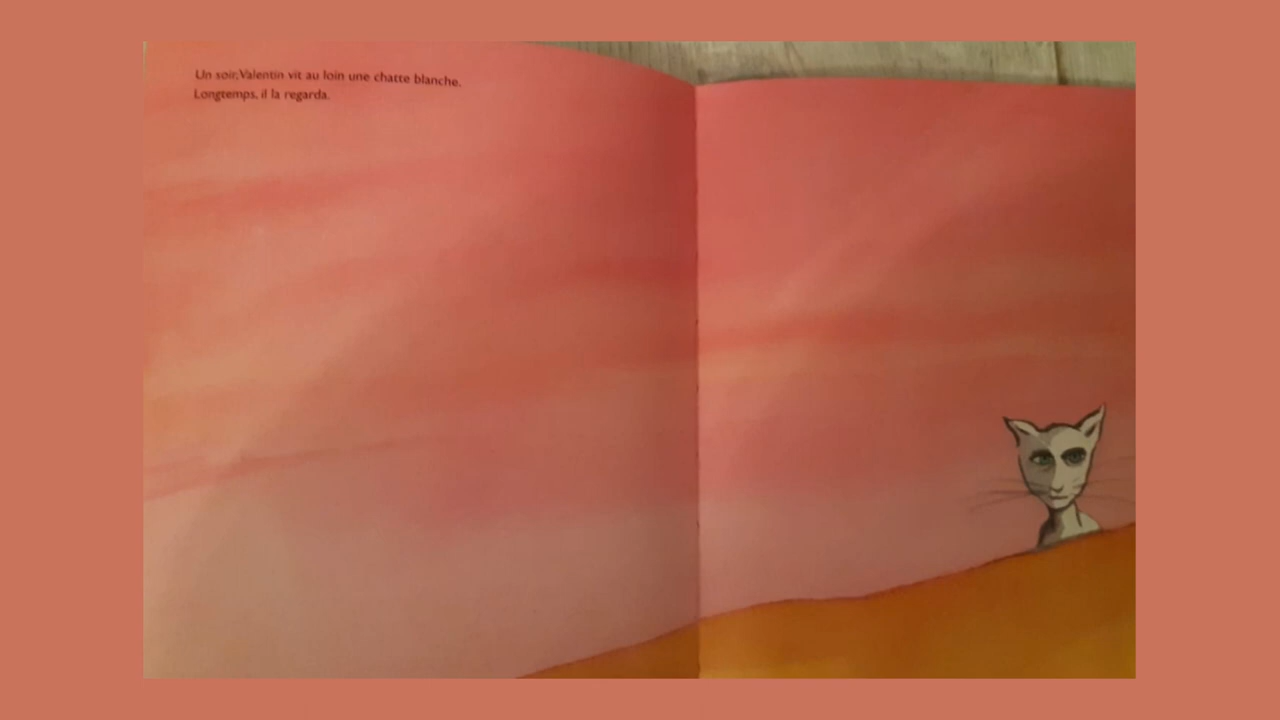 Un soir, Valentin vit au loin une chatte blanche.
Longtemps, il la regarda.